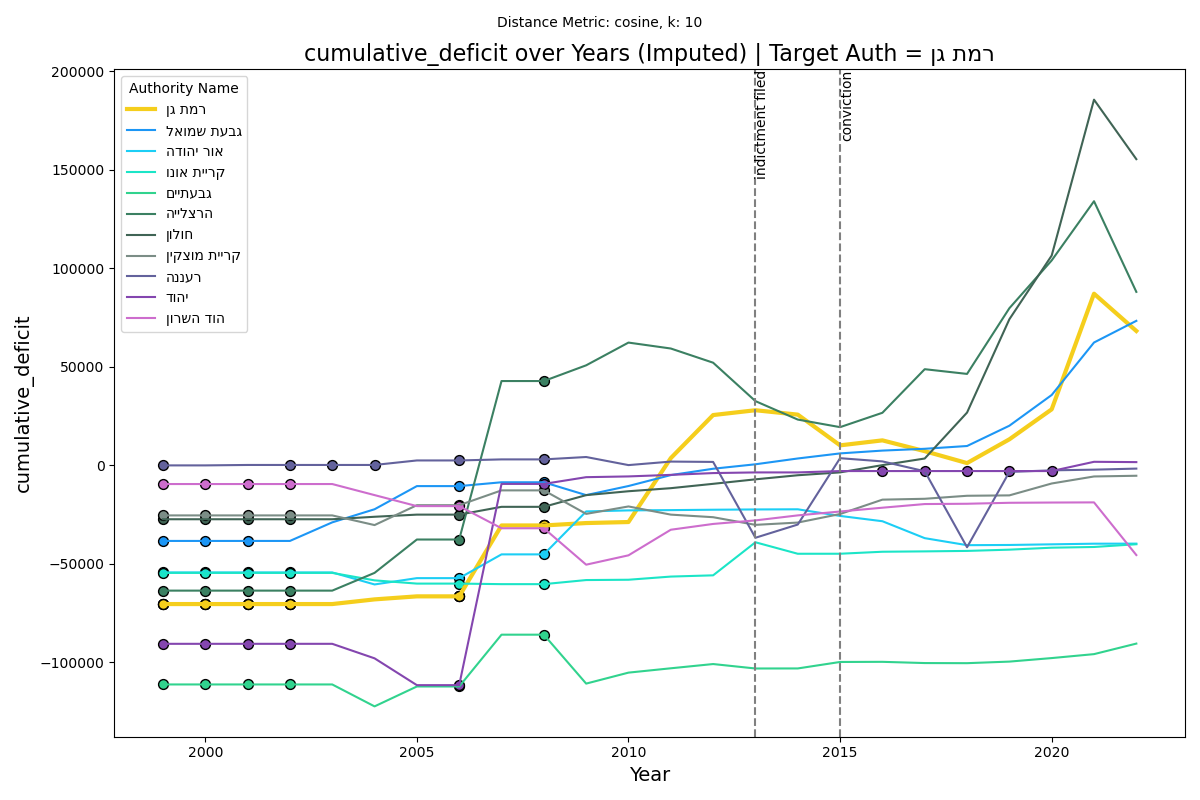 Distance Metric: cosine, k: 10
cumulative_deficit over Years (Imputed) | Target Auth = רמת גן
200000
150000
100000
50000
0
−50000
−100000
cumulative_deficit
Authority Name
רמת גן
גבעת שמואל
אור יהודה
קריית אונו
גבעתיים
הרצלייה
חולון
קריית מוצקין
רעננה
יהוד
הוד השרון
indictment filed
conviction
2000
2005
2010
2015
2020
Year